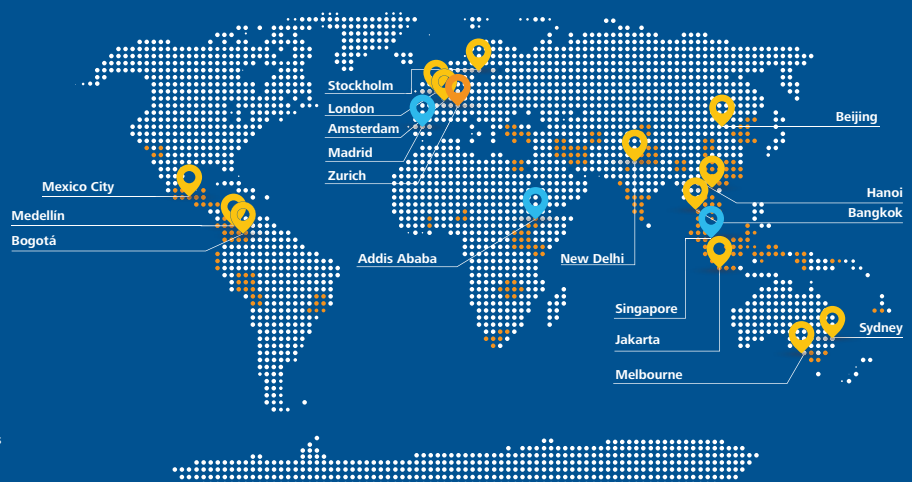 Stockholm
London
Amsterdam
Madrid
Zurich
Beijing
Mexico City
Medellín
Bogotá
Hanoi
Bangkok
Addis Ababa
New Delhi
Singapore
Jakarta
Melbourne
Sydney